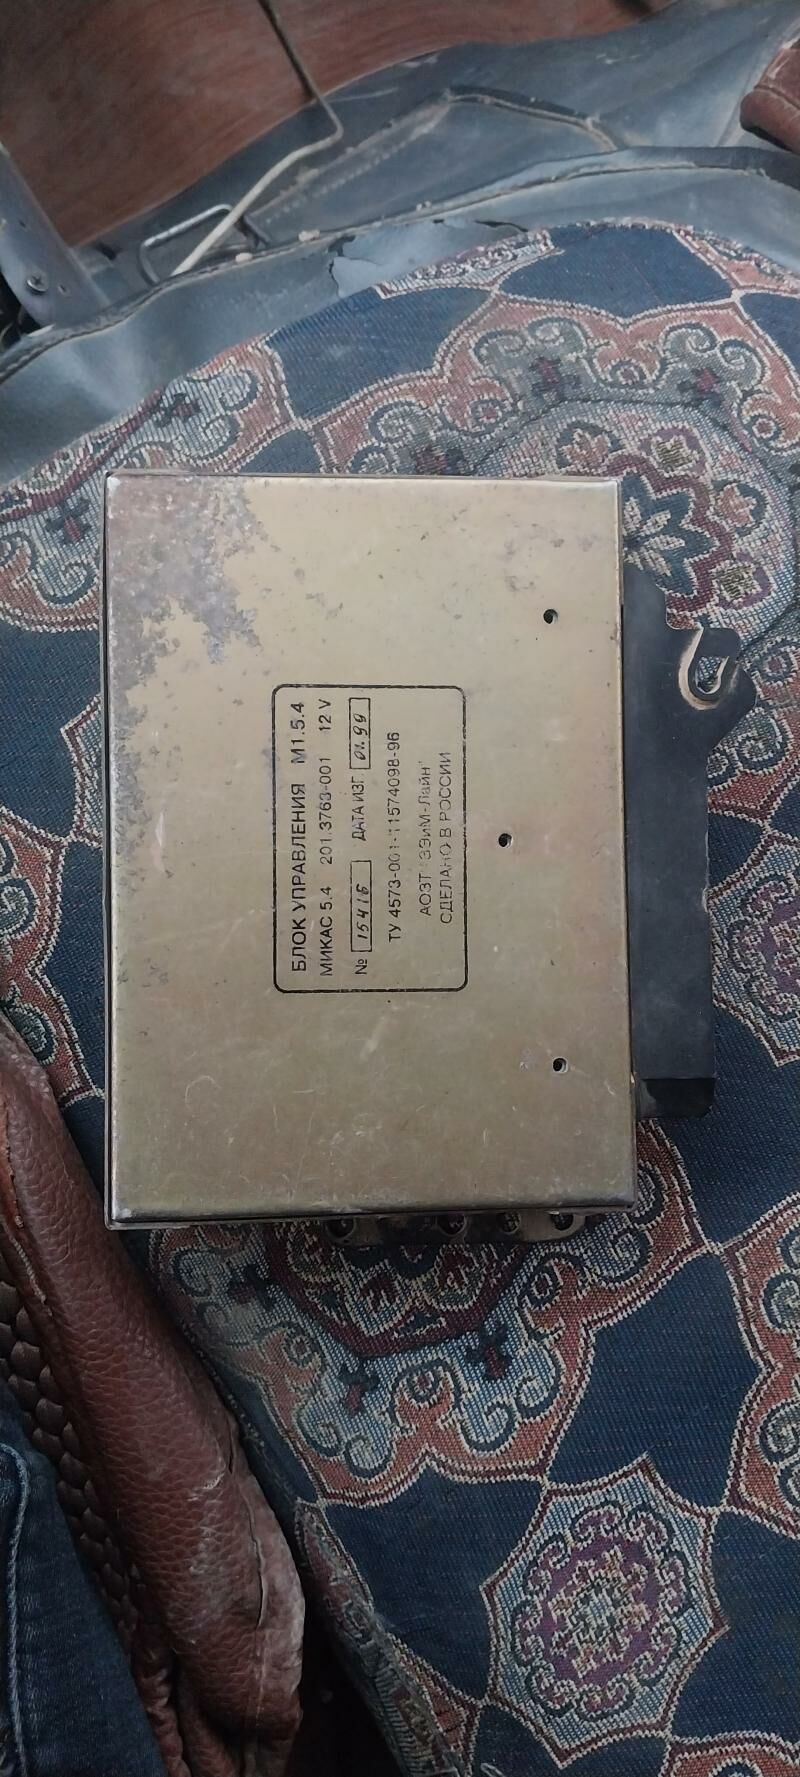 БЛОК УПРАВЛЕНИЯ М1.5.4
МИКАС 5.4 201.3763-001 12 V
№ 15416 ДАТА ИЗГ. 01.99
ТУ 4573-001-11574098-96
АОЗТ "ЗЭиМ-Лайн"
СДЕЛАНО В РОССИИ